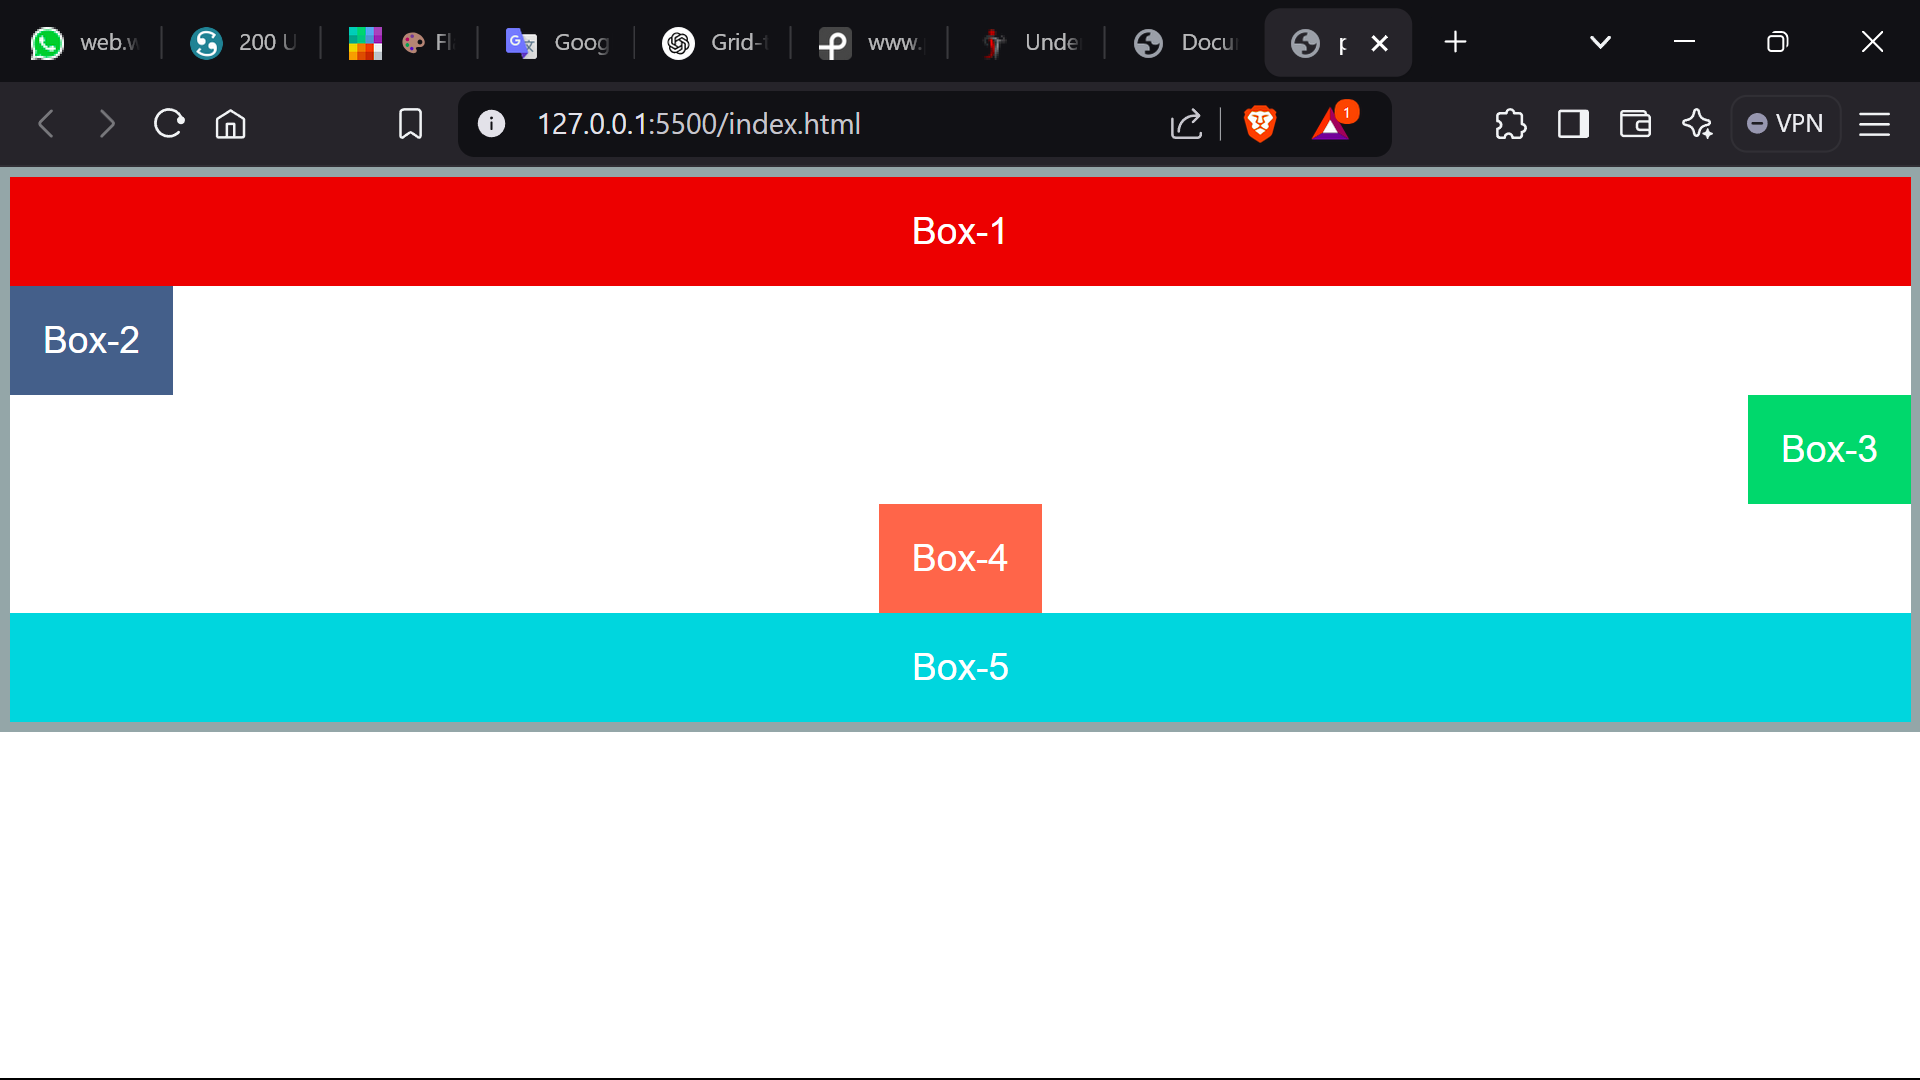 web.w
200 U
Fl
Goog
Grid-t
www.
Unde
Docu
p
127.0.0.1:5500/index.html
1
VPN
Box-1
Box-2
Box-3
Box-4
Box-5